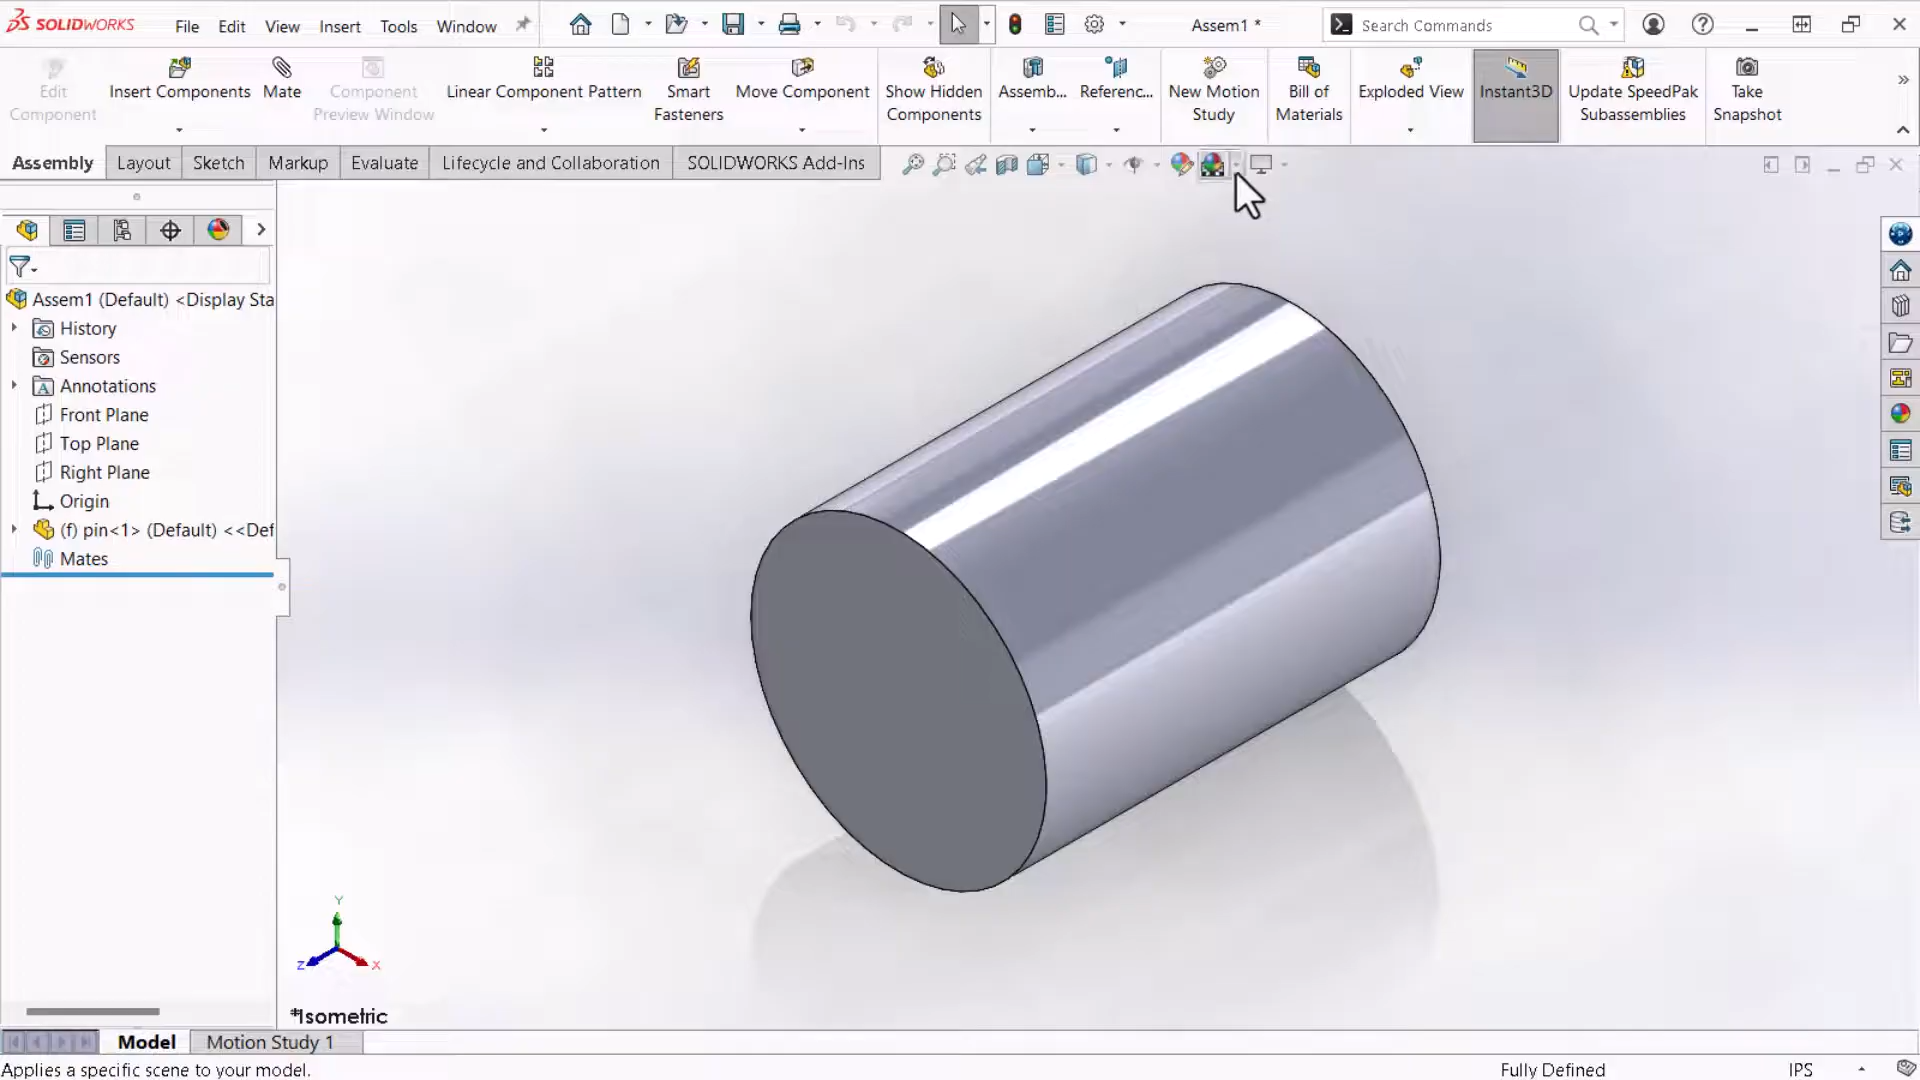 SOLIDWORKS File Edit View Insert Tools Window Assem1 * Search Commands
Edit Component
Insert Components
Mate
Component Preview Window
Linear Component Pattern
Smart Fasteners
Move Component
Show Hidden Components
Assemb...
Referenc...
New Motion Study
Bill of Materials
Exploded View
Instant3D
Update SpeedPak Subassemblies
Take Snapshot
Assembly Layout Sketch Markup Evaluate Lifecycle and Collaboration SOLIDWORKS Add-Ins
Assem1 (Default) <Display Sta
History
Sensors
Annotations
Front Plane
Top Plane
Right Plane
Origin
(f) pin<1> (Default) <<Def
Mates
Y
Z X
*Isometric
Model Motion Study 1
Applies a specific scene to your model. Fully Defined IPS